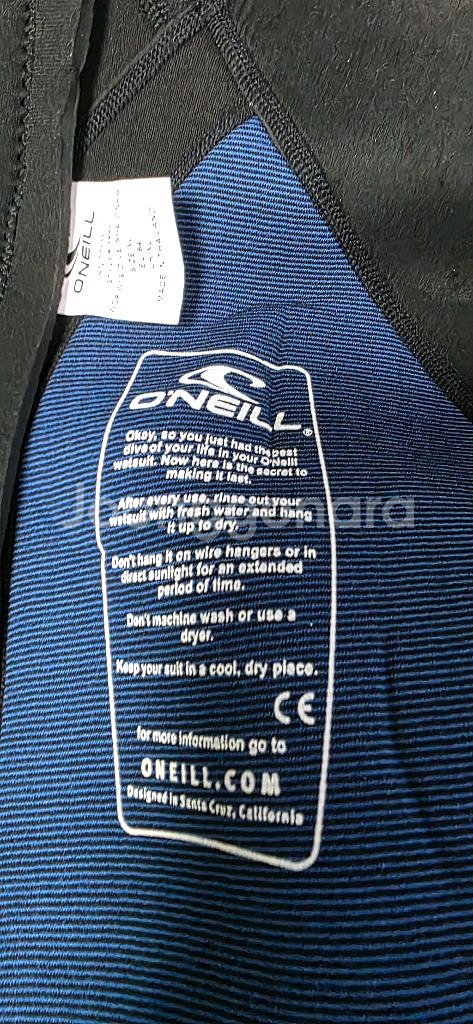 O'NEILL
O'NEILL®
Okay, so you just had the best
dive of your life in your O'Neill
wetsuit. Now here is the secret to
making it last.
After every use, rinse out your
wetsuit with fresh water and hang
it up to dry.
Don't hang it on wire hangers or in
direct sunlight for an extended
period of time.
Don't machine wash or use a
dryer.
Keep your suit in a cool, dry place.
CE
for more information go to
ONEILL.COM
Designed in Santa Cruz, California